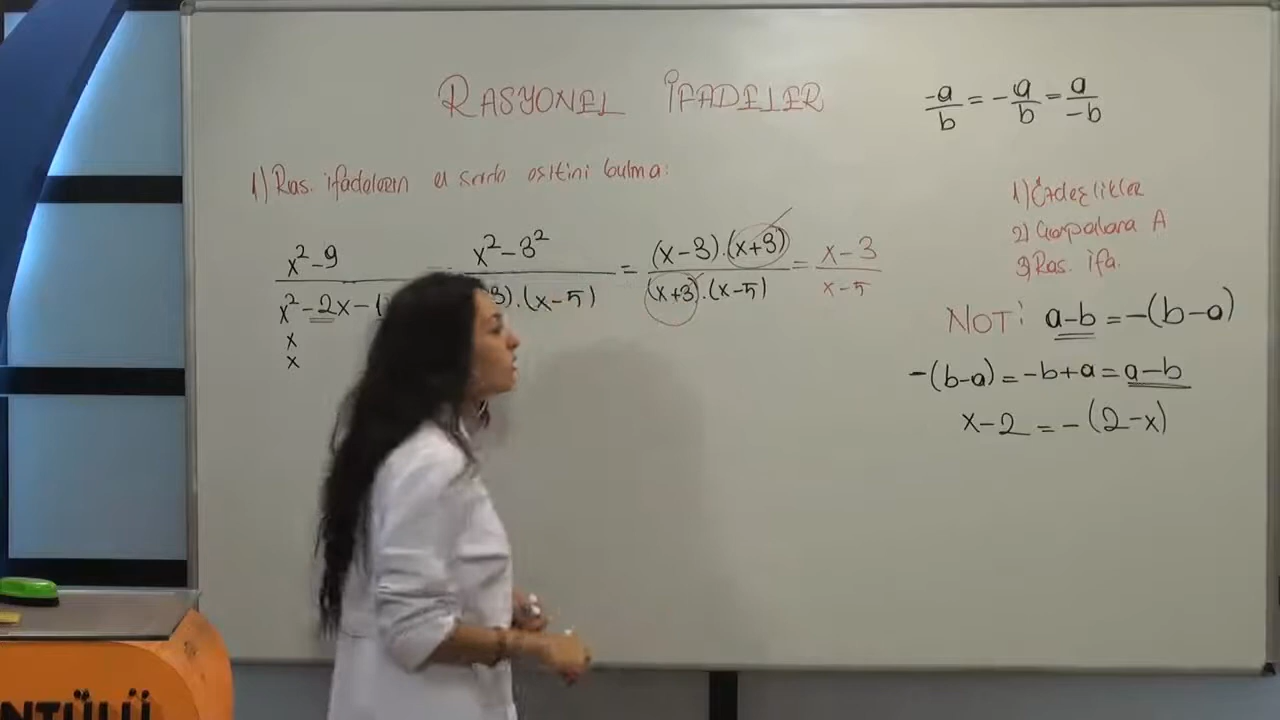 RASYONEL İFADELER
-a/b = -a/b = a/-b
1) Ras. ifadelerin en sade şeklini bulma:
1) Özdeşlikler
2) Çarpanlara A
3) Ras. ifa.
x²-9 / x²-2x-1 = x²-3² / 3).(x-5) = (x-3).(x+3) / (x+3).(x-5) = x-3 / x-5
x
x
NOT: a-b = -(b-a)
-(b-a) = -b+a = a-b
x-2 = -(2-x)
NTÜLÜ